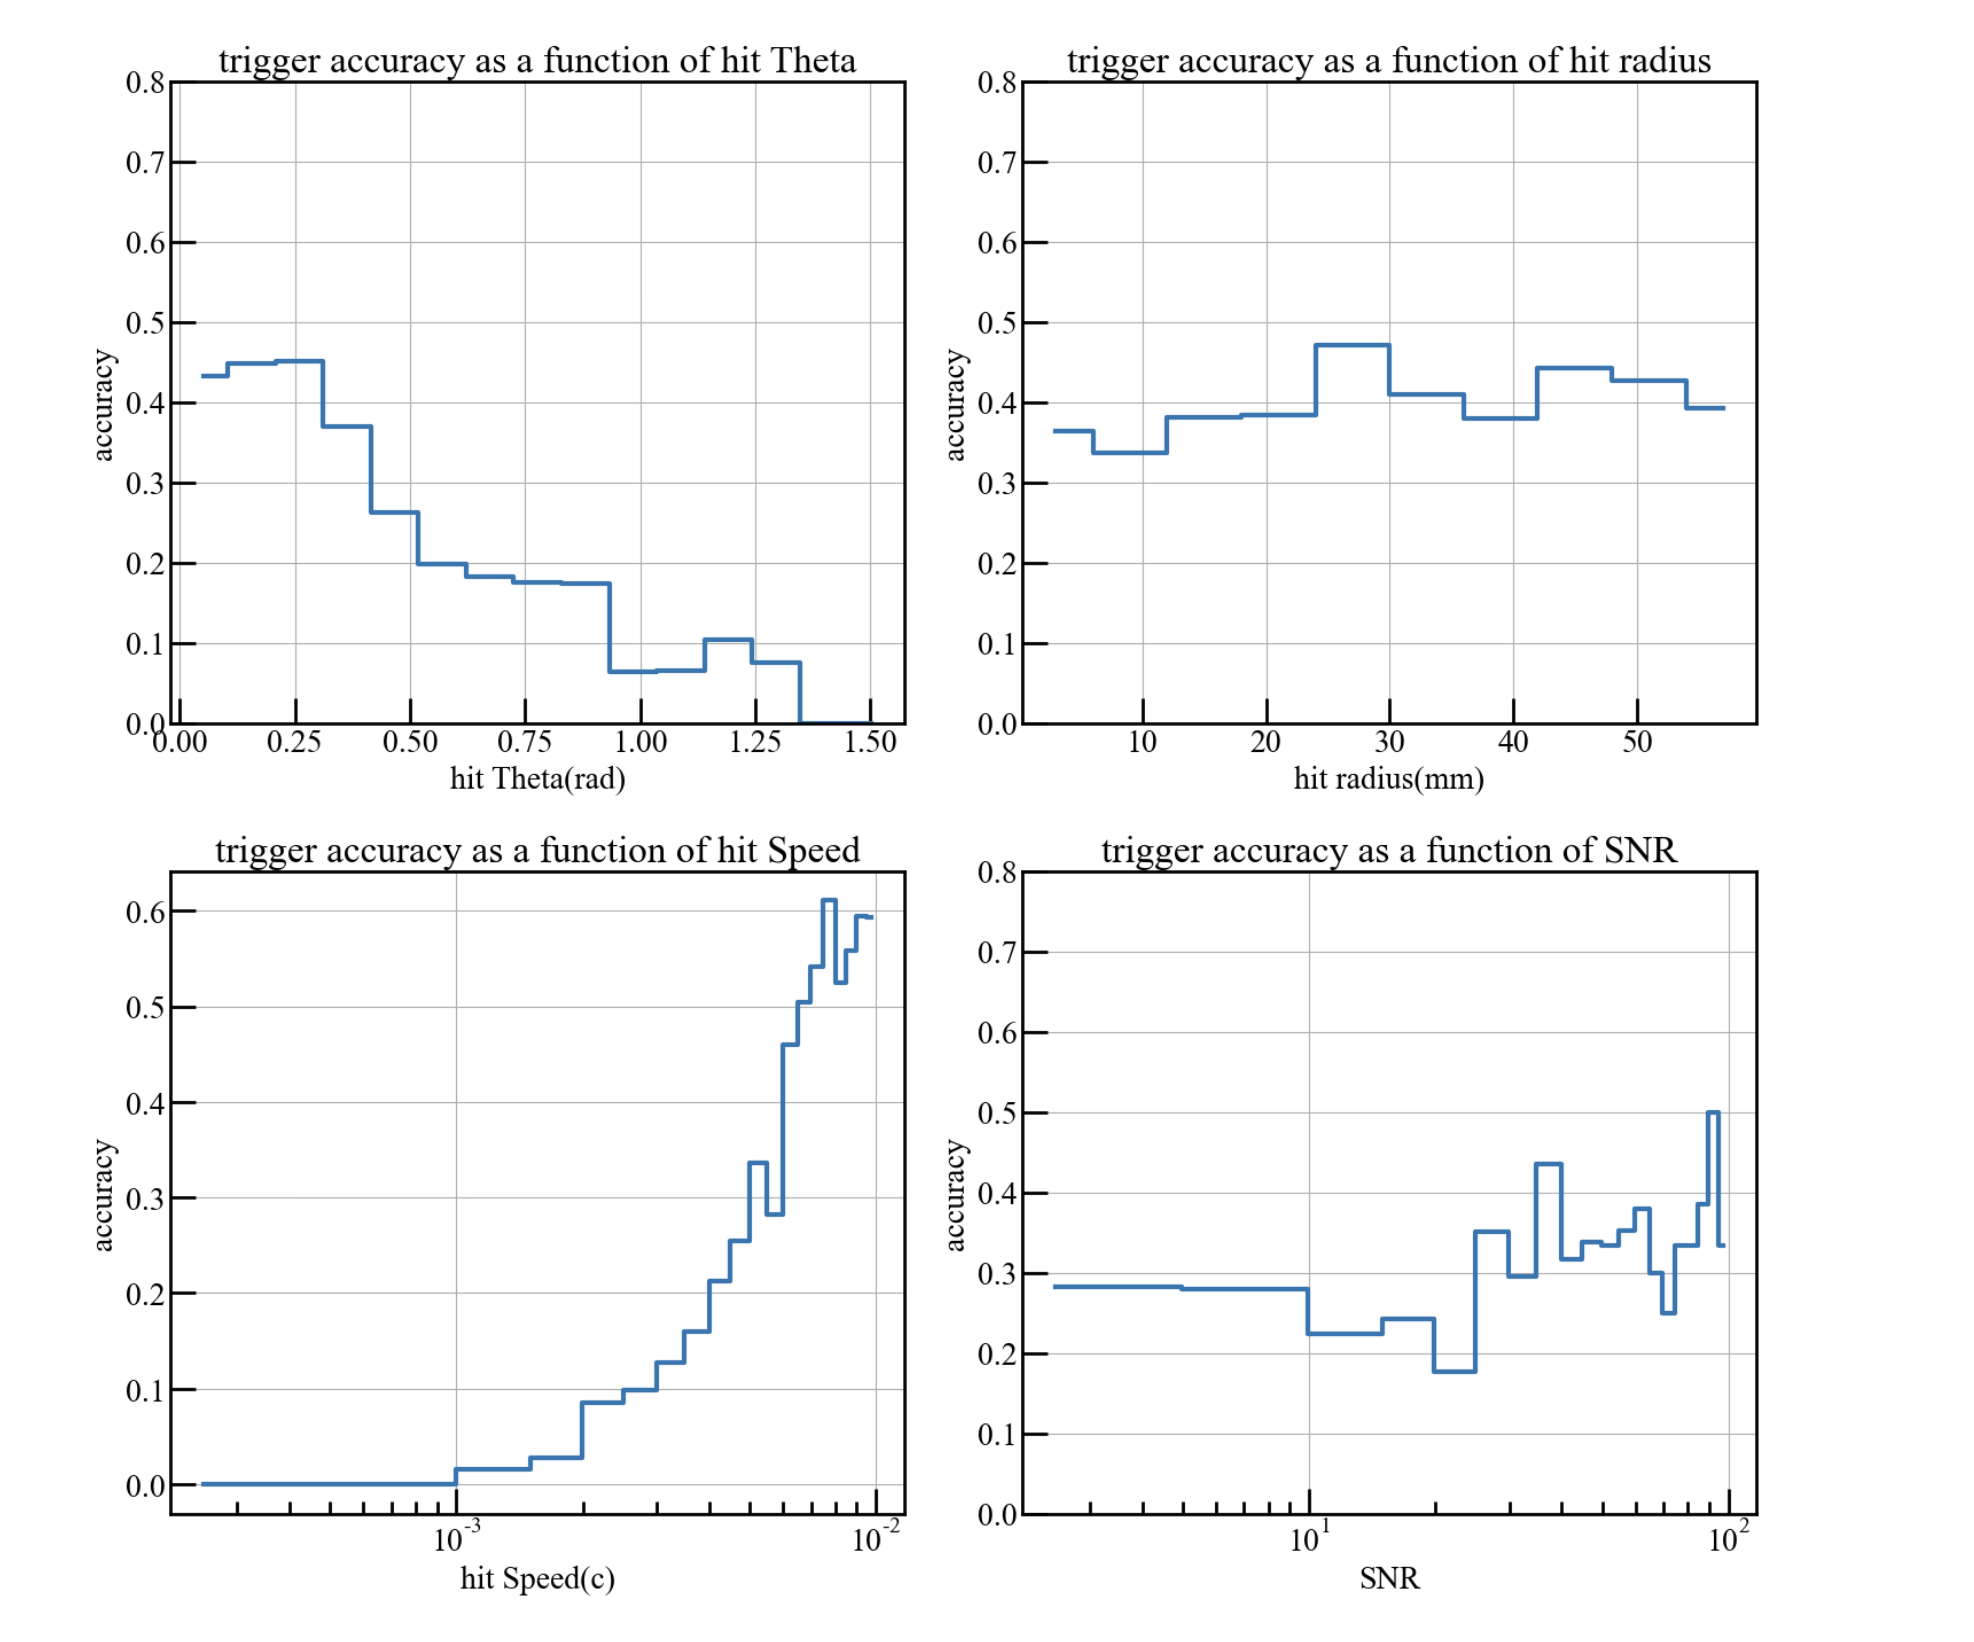 trigger accuracy as a function of hit Theta
0.8
0.7
0.6
0.5
0.4
0.3
0.2
0.1
0.0
accuracy
0.00 0.25 0.50 0.75 1.00 1.25 1.50
hit Theta(rad)
trigger accuracy as a function of hit radius
0.8
0.7
0.6
0.5
0.4
0.3
0.2
0.1
0.0
accuracy
10 20 30 40 50
hit radius(mm)
trigger accuracy as a function of hit Speed
0.6
0.5
0.4
0.3
0.2
0.1
0.0
accuracy
10^-3 10^-2
hit Speed(c)
trigger accuracy as a function of SNR
0.8
0.7
0.6
0.5
0.4
0.3
0.2
0.1
0.0
accuracy
10^1 10^2
SNR